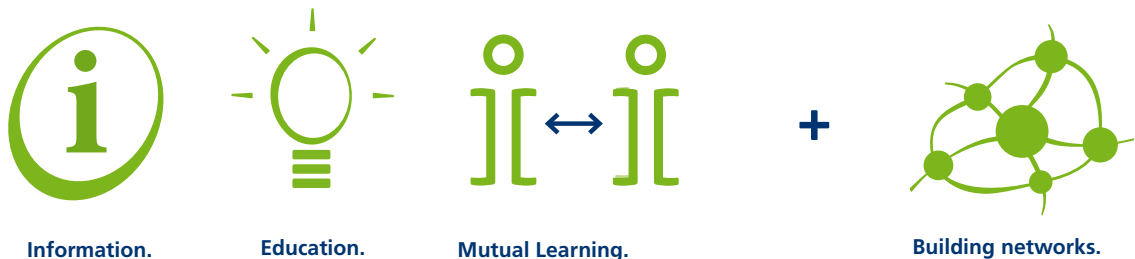 Information.
Education.
Mutual Learning.
Building networks.